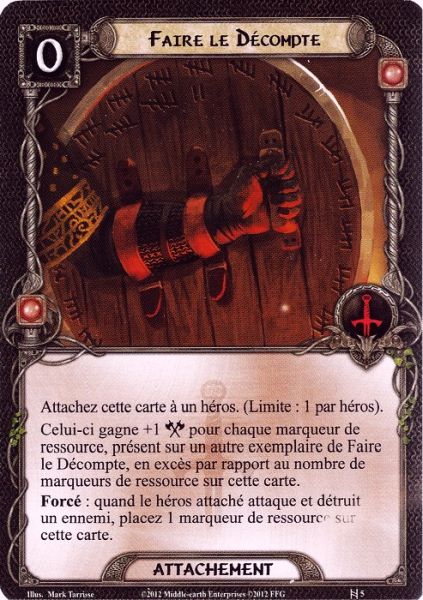 0
Faire le Décompte
Attachez cette carte à un héros. (Limite : 1 par héros).
Celui-ci gagne +1 pour chaque marqueur de
ressource, présent sur un autre exemplaire de Faire
le Décompte, en excès par rapport au nombre de
marqueurs de ressource sur cette carte.
Forcé : quand le héros attaché attaque et détruit
un ennemi, placez 1 marqueur de ressource sur
cette carte.
ATTACHEMENT
Illus. Mark Tarrisse ©2012 Middle-earth Enterprises ©2012 FFG 5